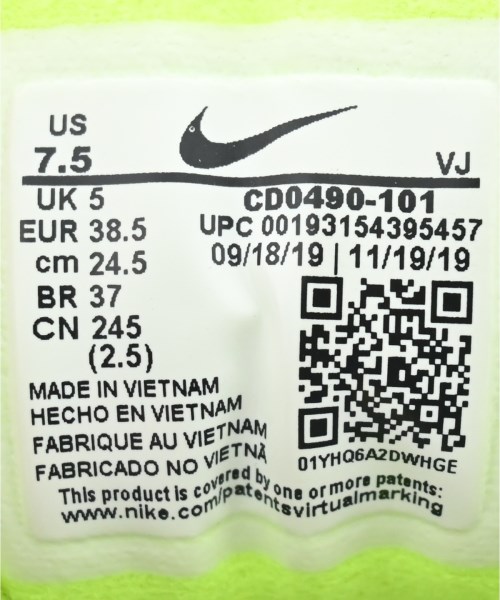 US
7.5
VJ
UK 5
EUR 38.5
cm 24.5
BR 37
CN 245
(2.5)
CD0490-101
UPC 00193154395457
09/18/19 | 11/19/19
01YHQ6A2DWHGE
MADE IN VIETNAM
HECHO EN VIETNAM
FABRIQUE AU VIETNAM
FABRICADO NO VIETNÃ
This product is covered by one or more patents:
www.nike.com/patentsvirtualmarking